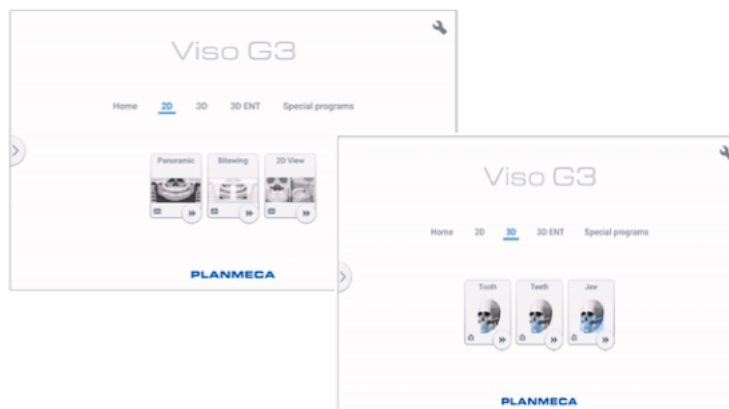 Viso G3
Home 2D 3D 3D ENT Special programs
Panoramic Bitewing 2D View
PLANMECA
Viso G3
Home 2D 3D 3D ENT Special programs
Tooth Teeth Jaw
PLANMECA